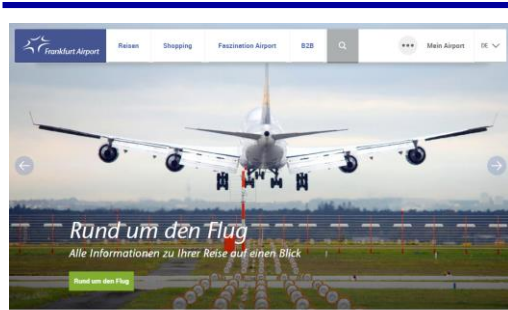 Frankfurt Airport
Reisen Shopping Faszination Airport B2B Mein Airport DE
Rund um den Flug
Alle Informationen zu Ihrer Reise auf einen Blick
Rund um den Flug